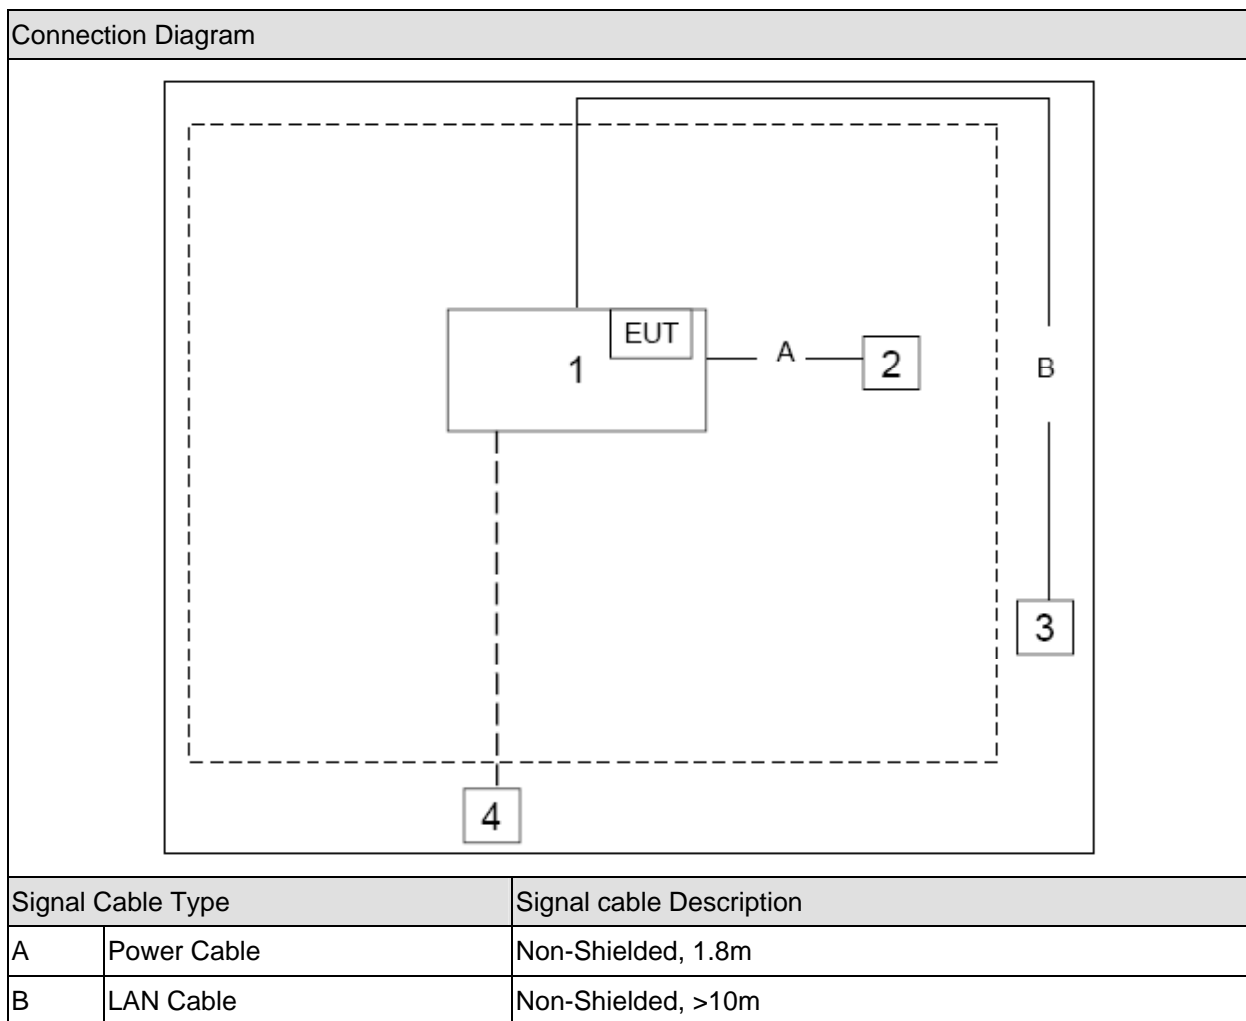 Connection Diagram
EUT
1
A
2
B
3
4
Signal Cable Type Signal cable Description
A Power Cable Non-Shielded, 1.8m
B LAN Cable Non-Shielded, >10m